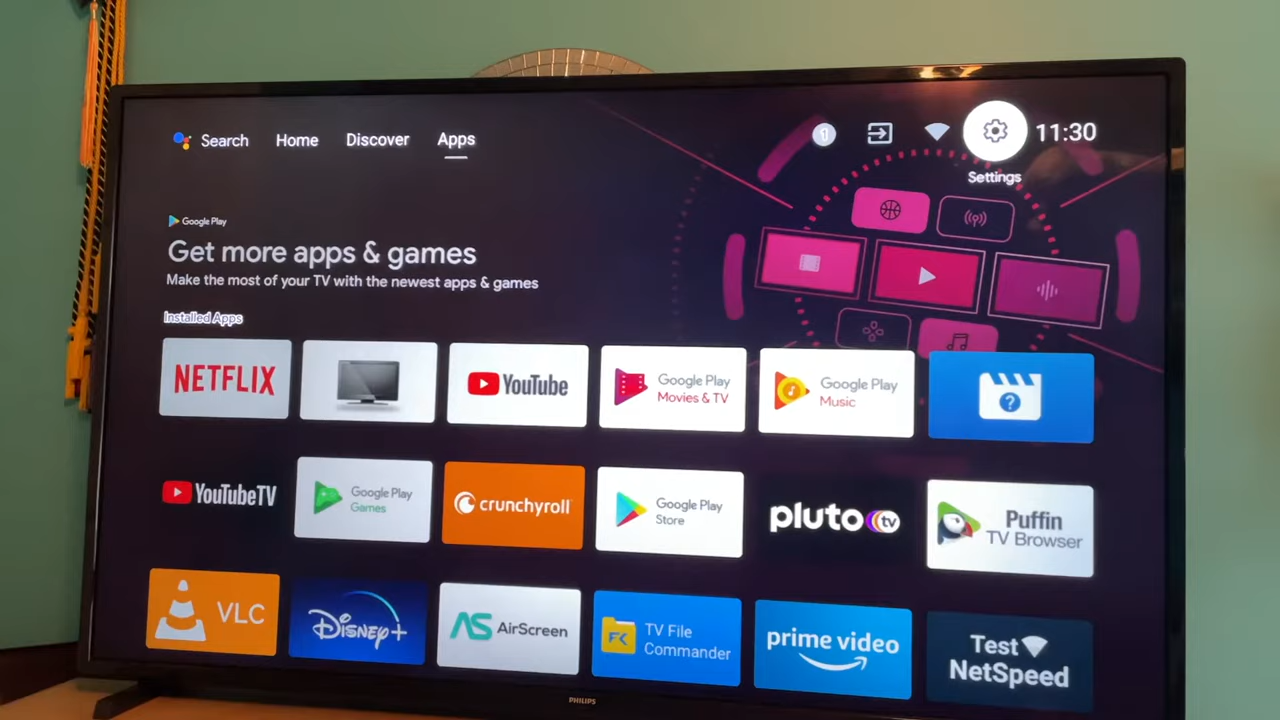 Search Home Discover Apps
1
11:30
Settings
Google Play
Get more apps & games
Make the most of your TV with the newest apps & games
Installed Apps
NETFLIX
YouTube
Google Play
Movies & TV
Google Play
Music
?
YouTubeTV
Google Play
Games
crunchyroll
Google Play
Store
pluto tv
Puffin
TV Browser
VLC
Disney+
AS AirScreen
FK
TV File
Commander
prime video
Test
NetSpeed
PHILIPS